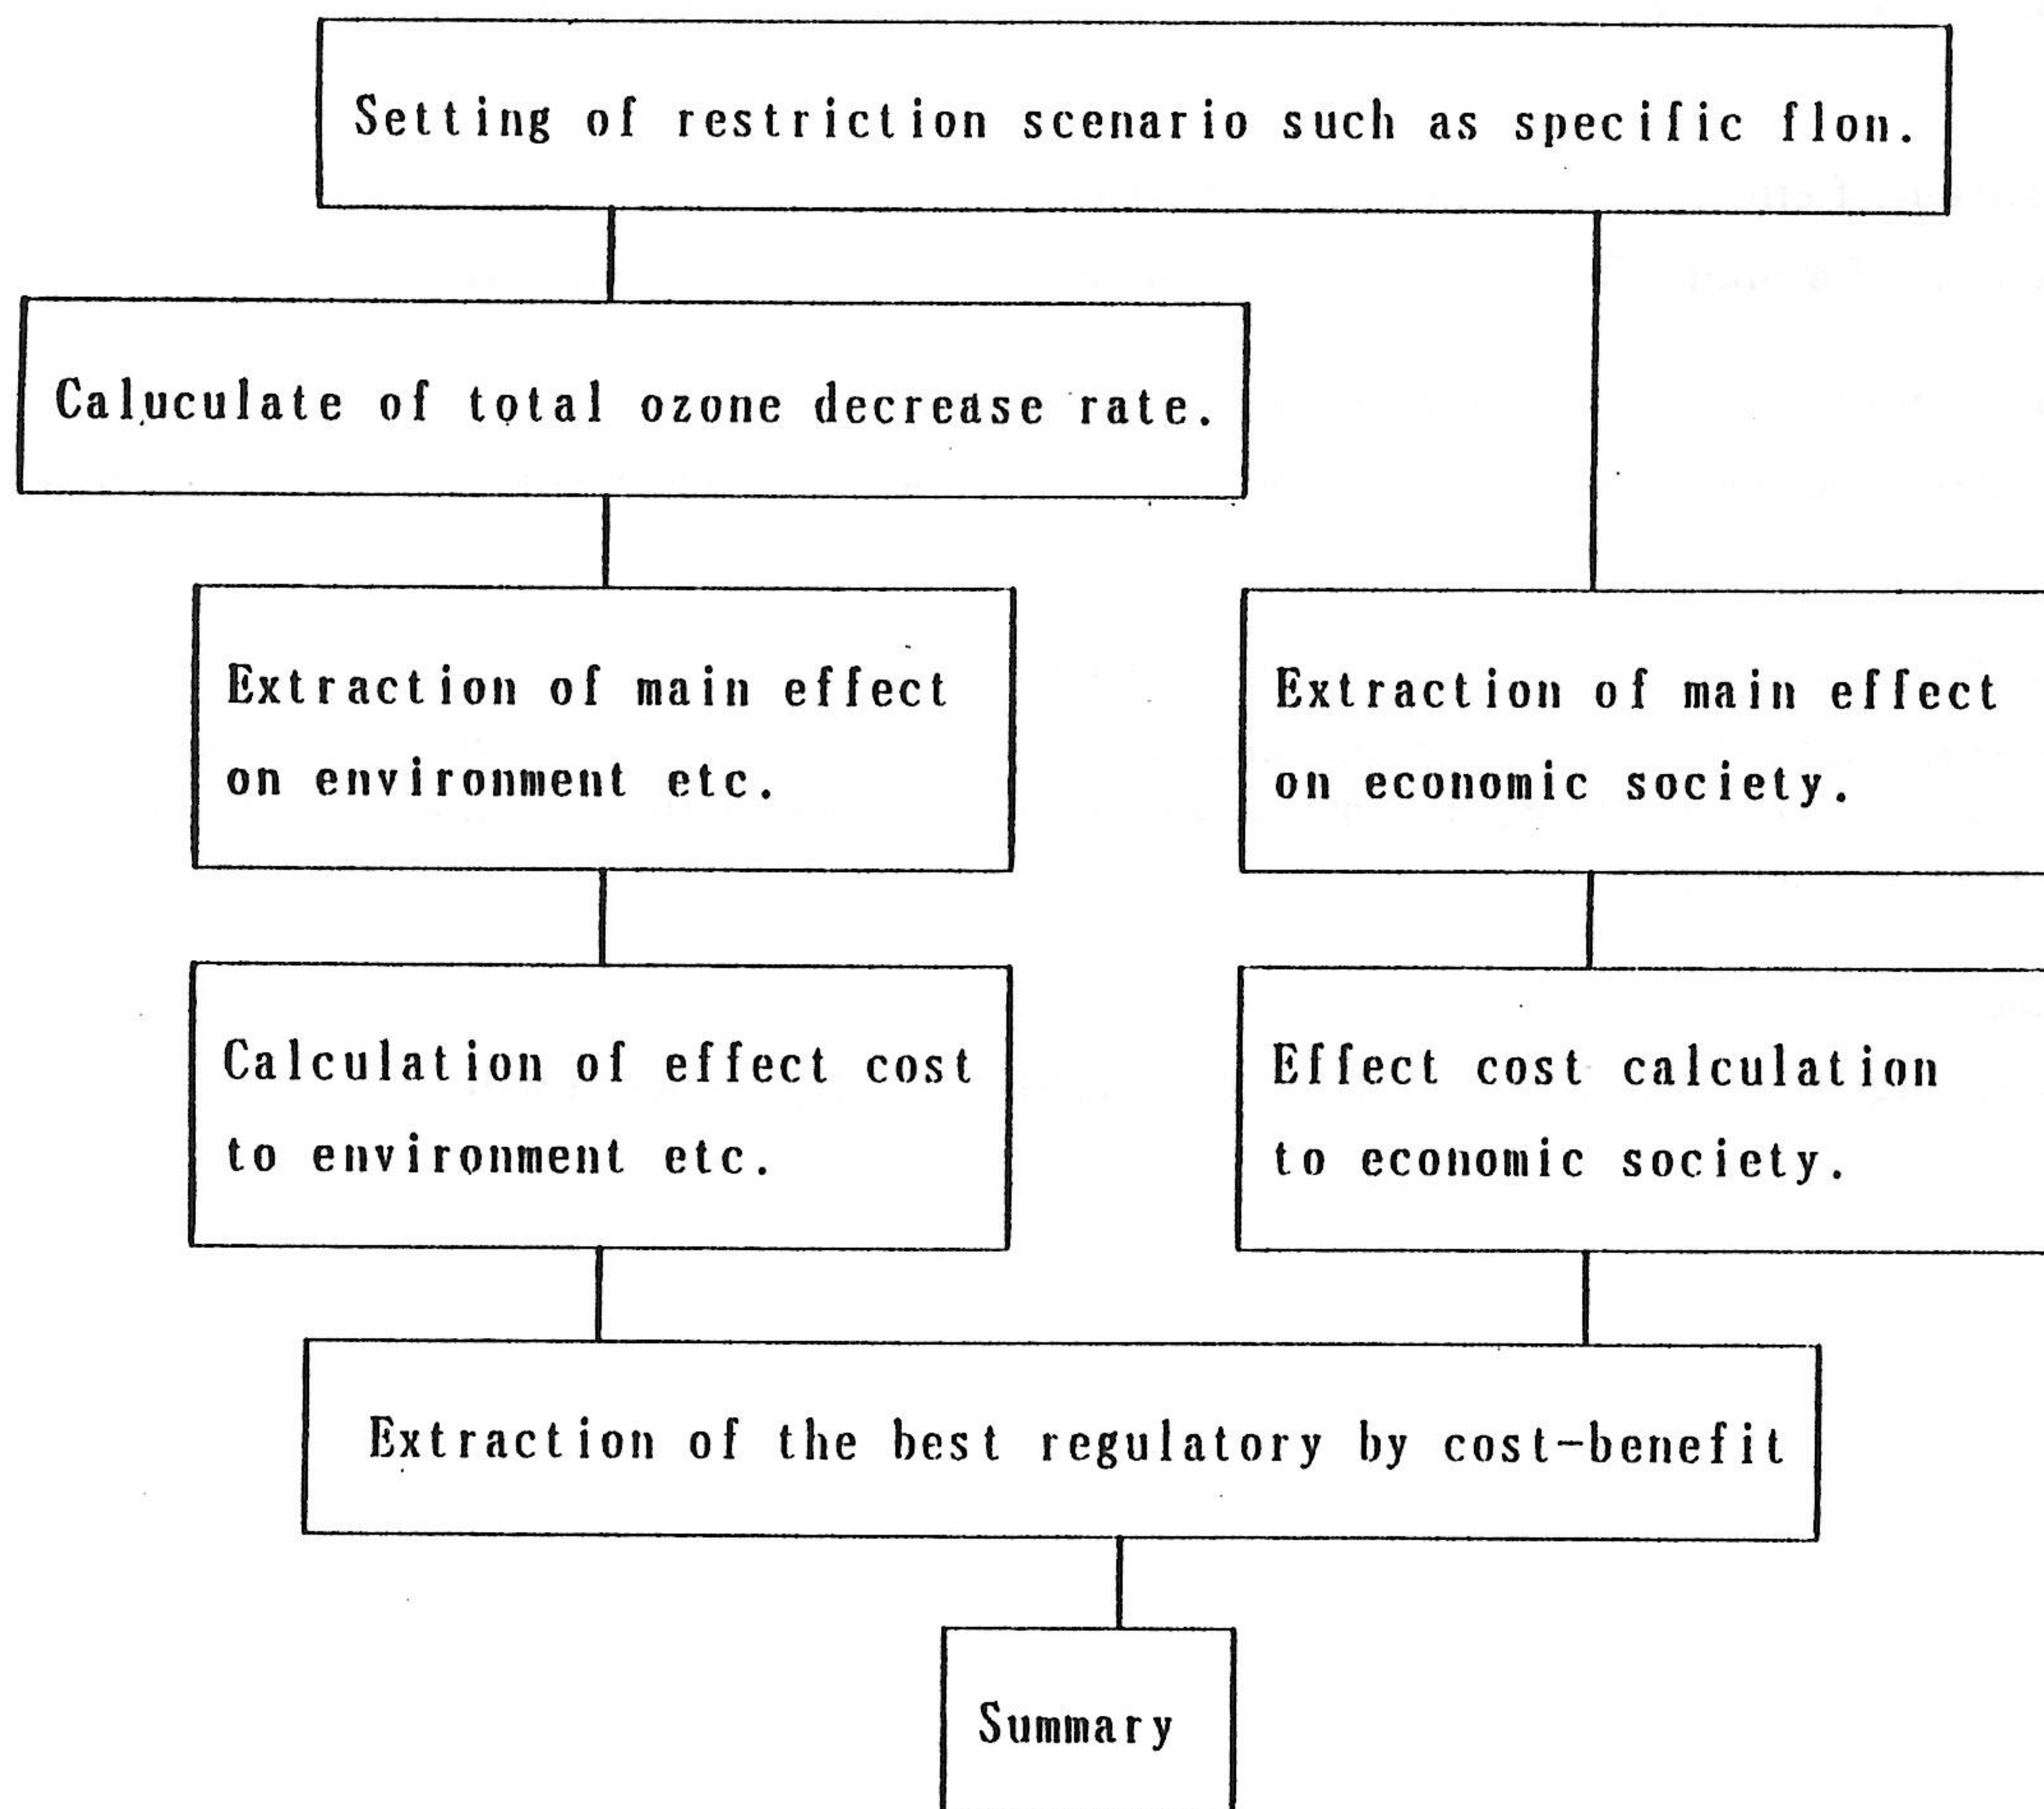 Setting of restriction scenario such as specific flon.
Caluculate of total ozone decrease rate.
Extraction of main effect
on environment etc.
Extraction of main effect
on economic society.
Calculation of effect cost
to environment etc.
Effect cost calculation
to economic society.
Extraction of the best regulatory by cost-benefit
Summary